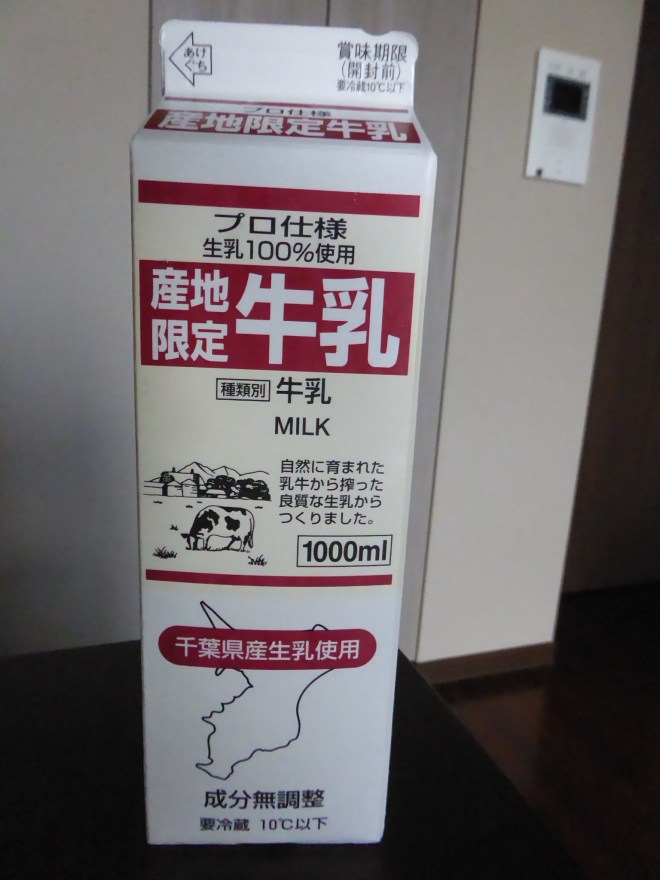 あけ
ぐち
賞味期限
(開封前)
要冷蔵10℃以下
プロ仕様
産地限定牛乳
プロ仕様
生乳100%使用
産地
限定
牛乳
種類別 牛乳
MILK
自然に育まれた
乳牛から搾った
良質な生乳から
つくりました。
1000ml
千葉県産生乳使用
成分無調整
要冷蔵 10℃以下